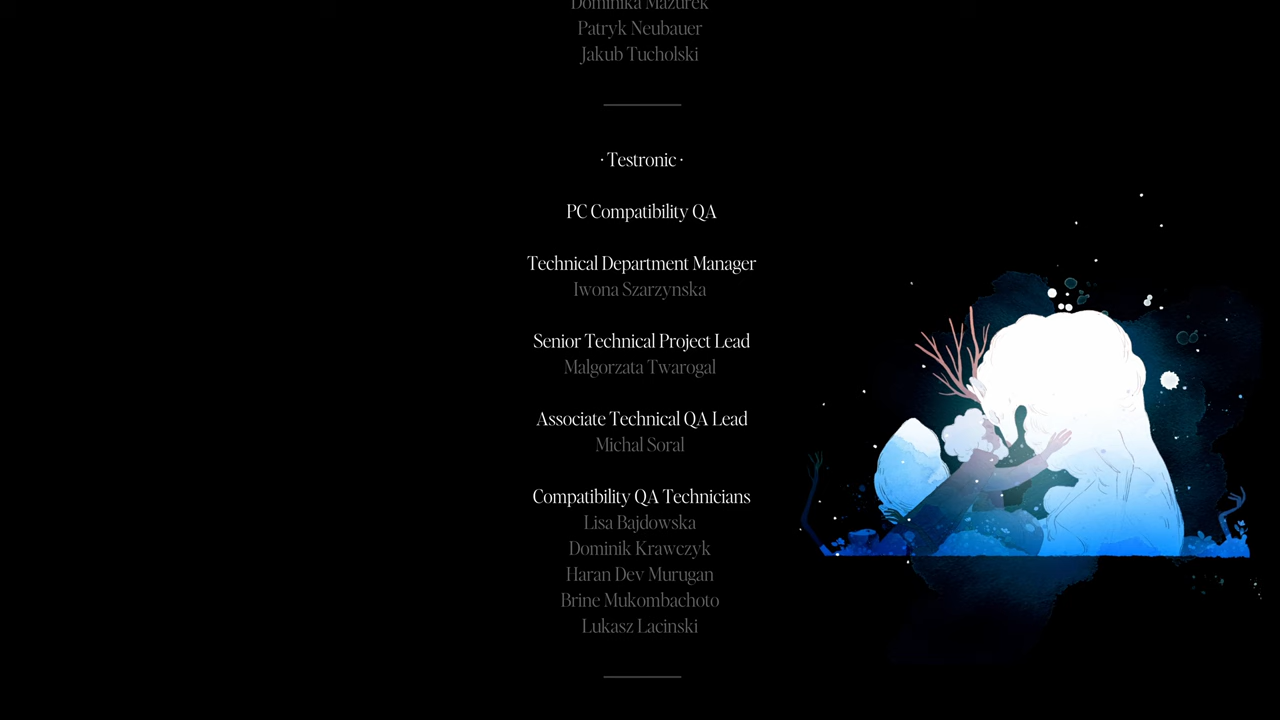 Dominika Mazurek
Patryk Neubauer
Jakub Tucholski
· Testronic ·
PC Compatibility QA
Technical Department Manager
Iwona Szarzynska
Senior Technical Project Lead
Malgorzata Twarogal
Associate Technical QA Lead
Michal Soral
Compatibility QA Technicians
Lisa Bajdowska
Dominik Krawczyk
Haran Dev Murugan
Brine Mukombachoto
Lukasz Lacinski